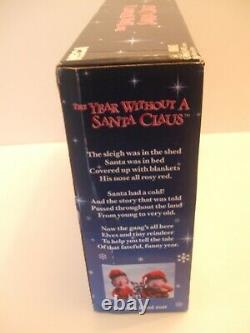 THE YEAR WITHOUT A
SANTA CLAUS™
The sleigh was in the shed
Santa was in bed
Covered up with blankets
His nose all rosy red.
Santa had a cold!
And the story that was told
Passed throughout the land
From young to very old.
Now the gang's all here
Elves and tiny reindeer
To help you tell the tale
Of that fateful, funny year.